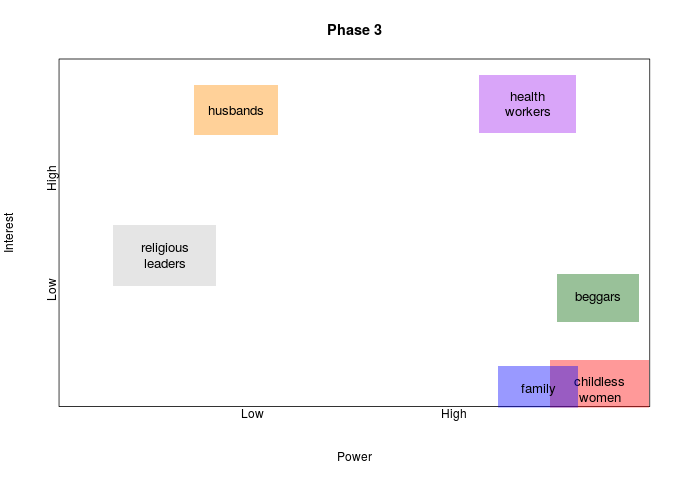 Phase 3
husbands
health
workers
High
Interest
religious
leaders
Low
beggars
family
childless
women
Low
High
Power